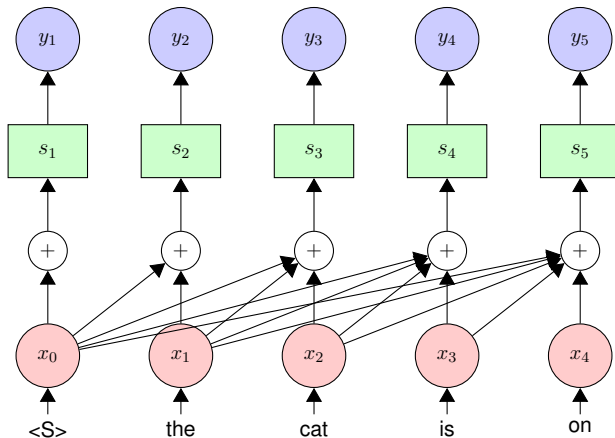 y₁ y₂ y₃ y₄ y₅
s₁ s₂ s₃ s₄ s₅
+ + + + +
x₀ x₁ x₂ x₃ x₄
<S> the cat is on